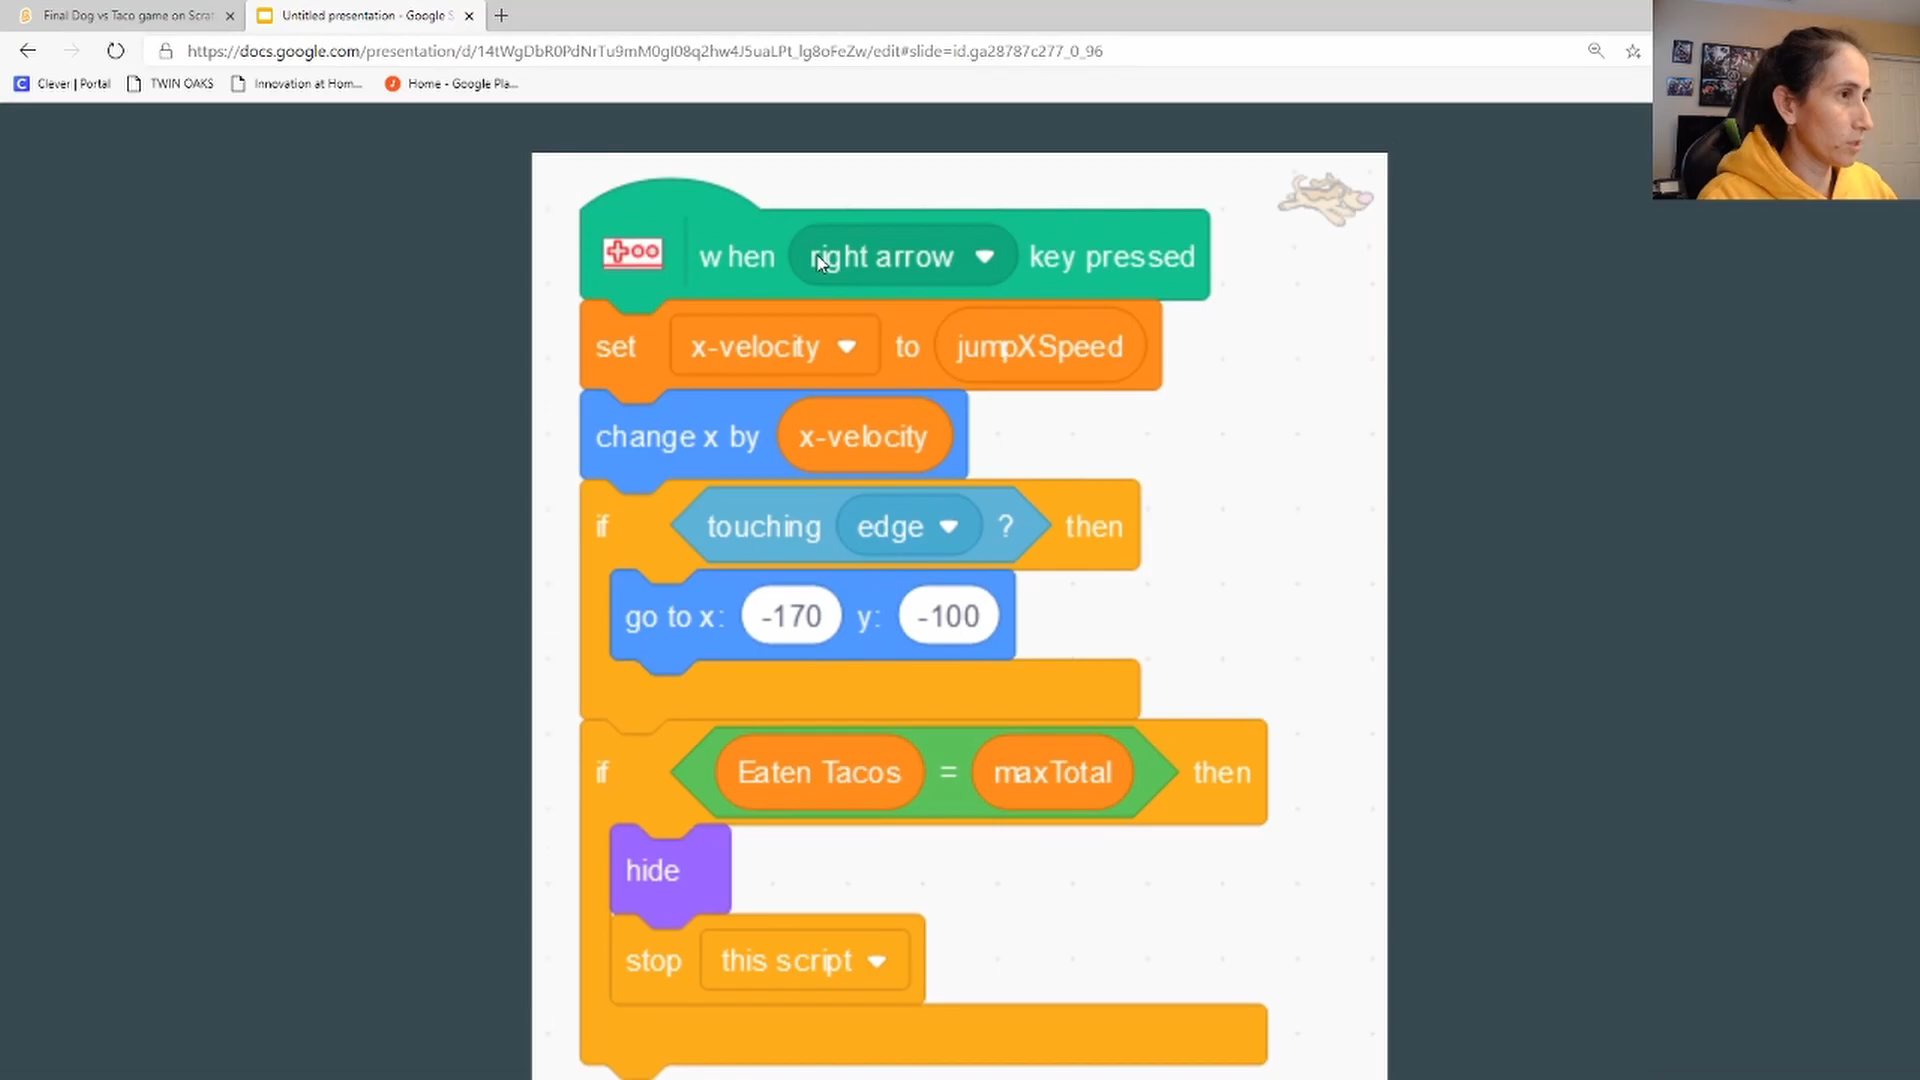 Final Dog vs Taco game on Scrat
Untitled presentation - Google S
https://docs.google.com/presentation/d/14tWgDbR0PdNrTu9mM0gI08q2hw4J5uaLPt_lg8oFeZw/edit#slide=id.ga28787c277_0_96
Clever | Portal TWIN OAKS Innovation at Hom... Home - Google Pla...
when right arrow key pressed
set x-velocity to jumpXSpeed
change x by x-velocity
if touching edge ? then
go to x: -170 y: -100
if Eaten Tacos = maxTotal then
hide
stop this script